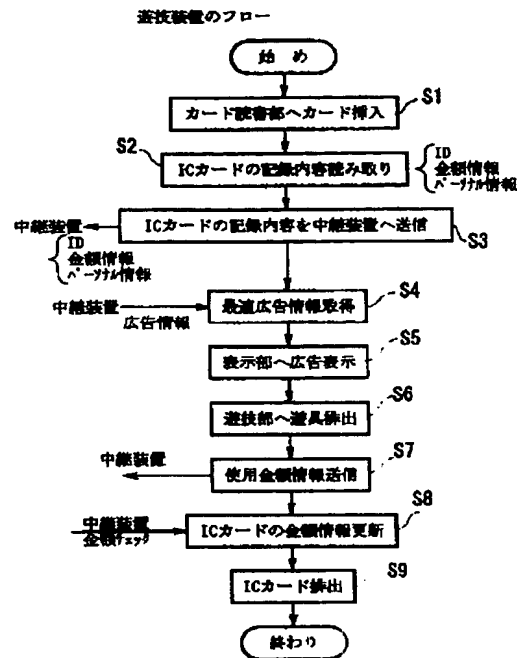 遊技装置のフロー
始め
カード読書部へカード挿入
S1
S2
ICカードの記録内容読み取り
ID
金額情報
パーソナル情報
中継装置
ICカードの記録内容を中継装置へ送信
S3
ID
金額情報
パーソナル情報
中継装置
広告情報
最適広告情報取得
S4
表示部へ広告表示
S5
遊技部へ遊具排出
S6
中継装置
使用金額情報送信
S7
中継装置
金額チェック
ICカードの金額情報更新
S8
ICカード排出
S9
終わり